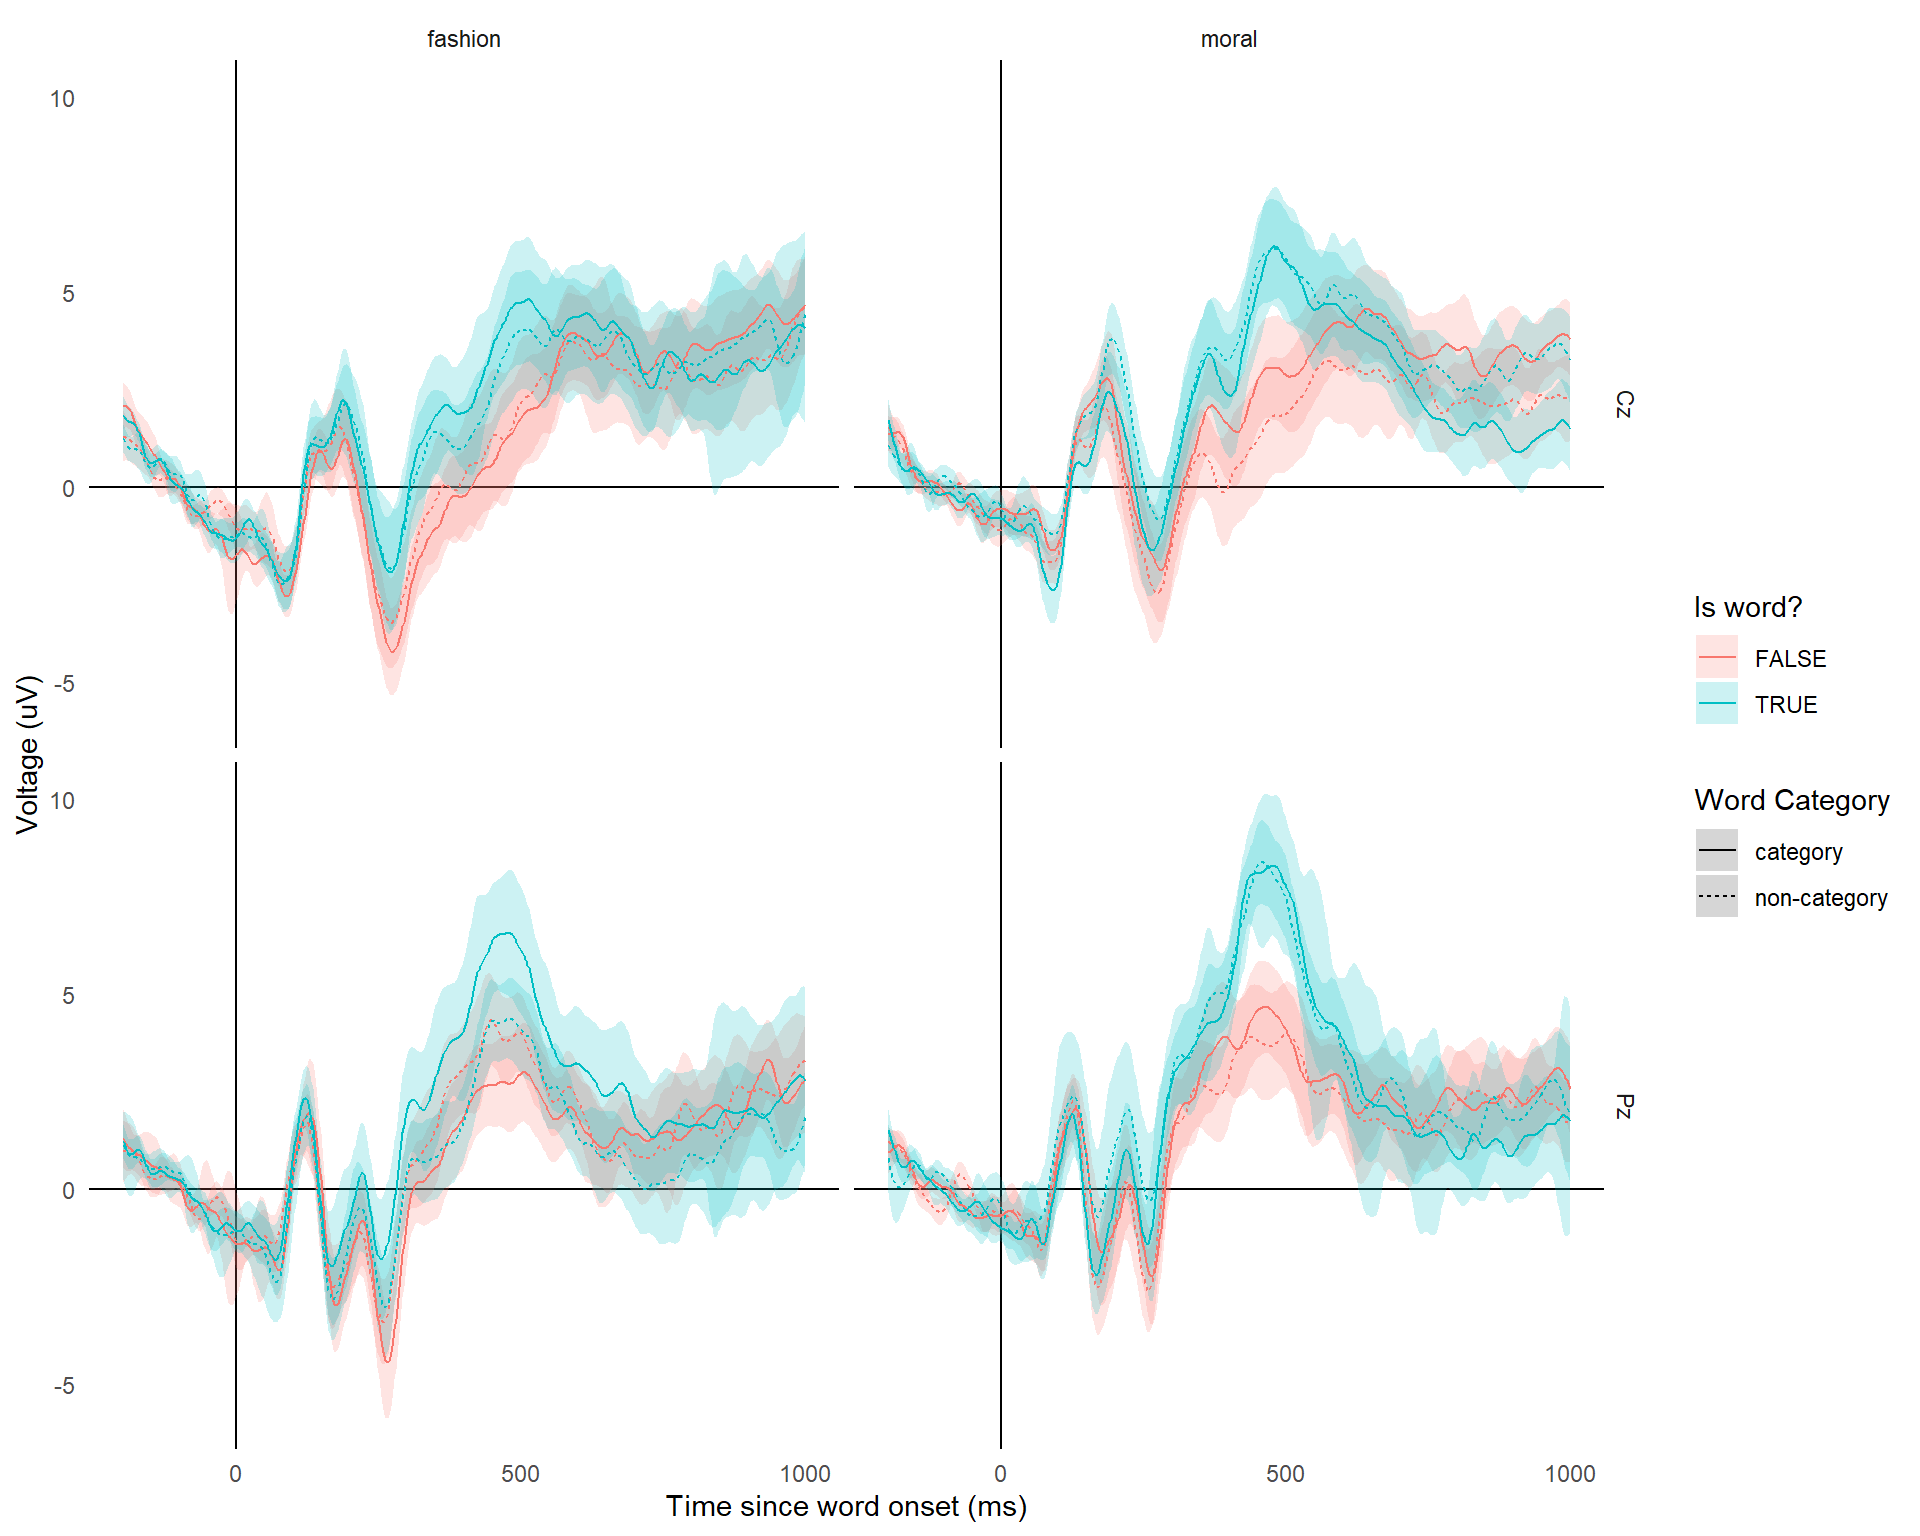 fashion
moral
10
5
0
-5
Cz
10
5
0
-5
Pz
Voltage (uV)
0
500
1000
0
500
1000
Time since word onset (ms)
Is word?
FALSE
TRUE
Word Category
category
non-category